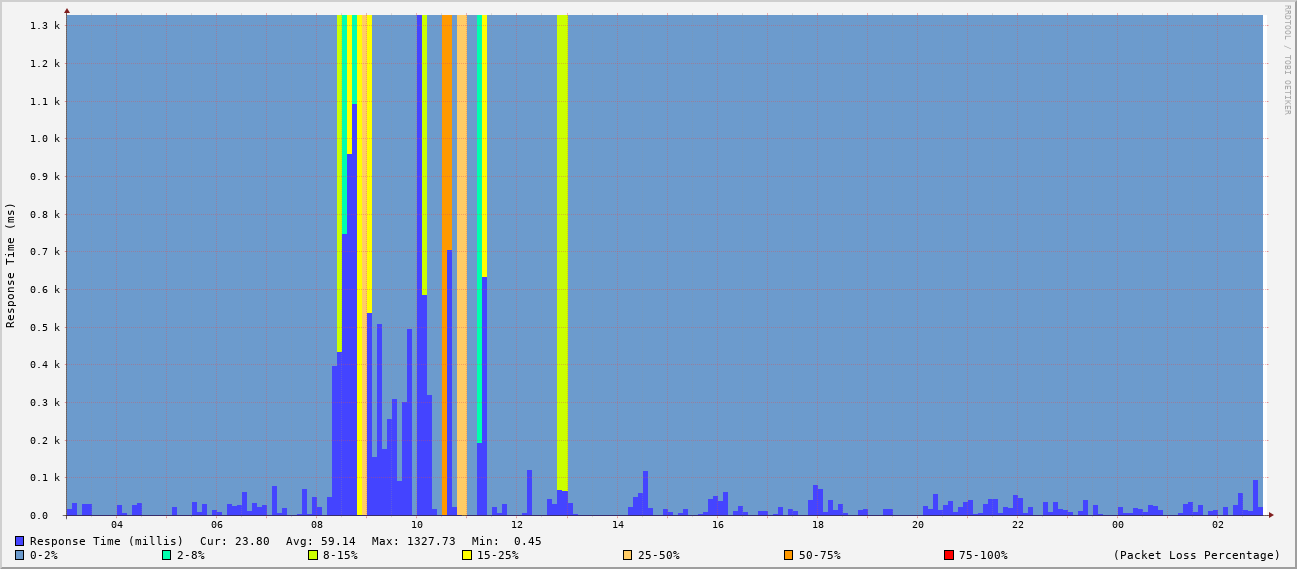 RRDTOOL / TOBI OETIKER
Response Time (ms)
1.3 k
1.2 k
1.1 k
1.0 k
0.9 k
0.8 k
0.7 k
0.6 k
0.5 k
0.4 k
0.3 k
0.2 k
0.1 k
0.0
04 06 08 10 12 14 16 18 20 22 00 02
Response Time (millis) Cur: 23.80 Avg: 59.14 Max: 1327.73 Min: 0.45
0-2% 2-8% 8-15% 15-25% 25-50% 50-75% 75-100% (Packet Loss Percentage)